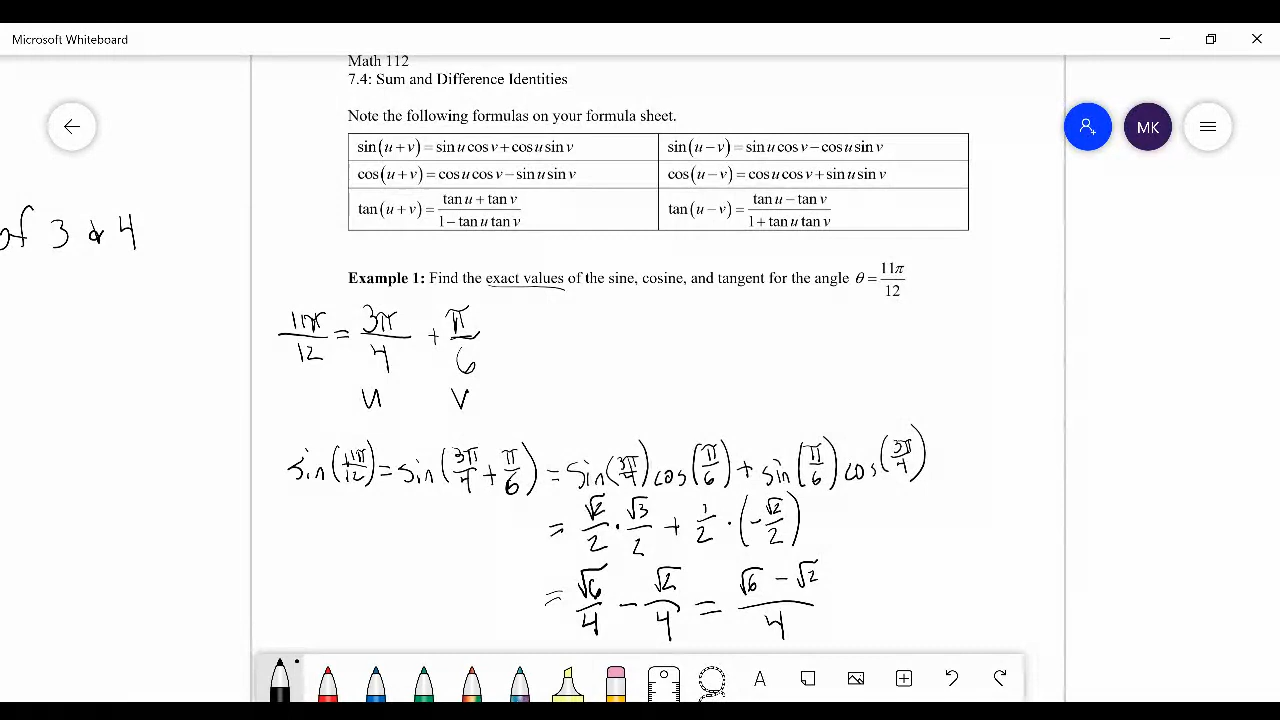 Microsoft Whiteboard
Math 112
7.4: Sum and Difference Identities
Note the following formulas on your formula sheet.
sin(u+v)=sin u cos v+cos u sin v
sin(u−v)=sin u cos v−cos u sin v
cos(u+v)=cos u cos v−sin u sin v
cos(u−v)=cos u cos v+sin u sin v
tan(u+v)=(tan u+tan v)/(1−tan u tan v)
tan(u−v)=(tan u−tan v)/(1+tan u tan v)
MK
of 3 & 4
Example 1: Find the exact values of the sine, cosine, and tangent for the angle θ=11π/12
11π/12 = 3π/4 + π/6
u v
sin(11π/12)=sin(3π/4+π/6)=sin(3π/4)cos(π/6)+sin(π/6)cos(3π/4)
=√2/2·√3/2+1/2·(−√2/2)
=√6/4−√2/4=(√6−√2)/4
A